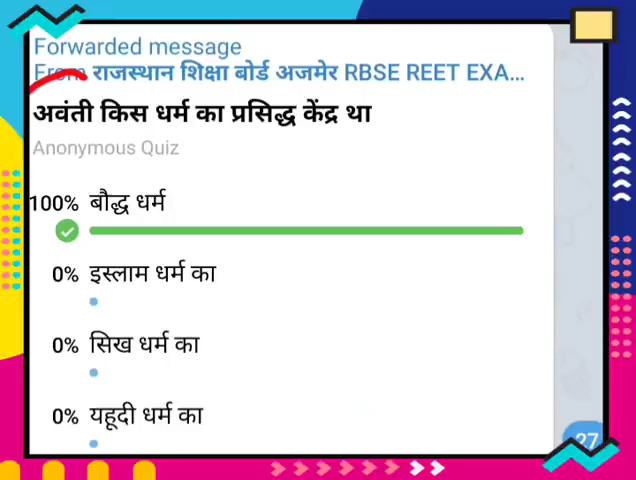 Forwarded message
From राजस्थान शिक्षा बोर्ड अजमेर RBSE REET EXA...
अवंती किस धर्म का प्रसिद्ध केंद्र था
Anonymous Quiz
100% बौद्ध धर्म
0% इस्लाम धर्म का
0% सिख धर्म का
0% यहूदी धर्म का
27